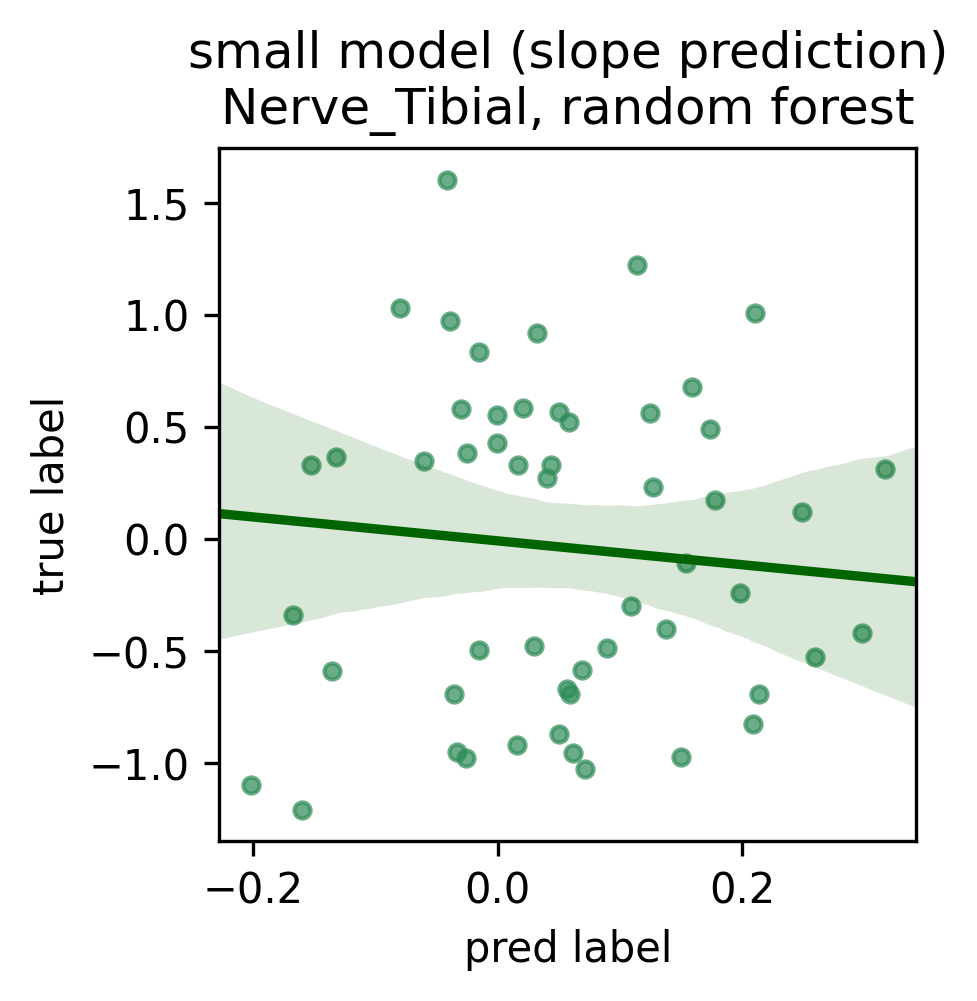 small model (slope prediction)
Nerve_Tibial, random forest
1.5
1.0
0.5
0.0
−0.5
−1.0
true label
−0.2
0.0
0.2
pred label